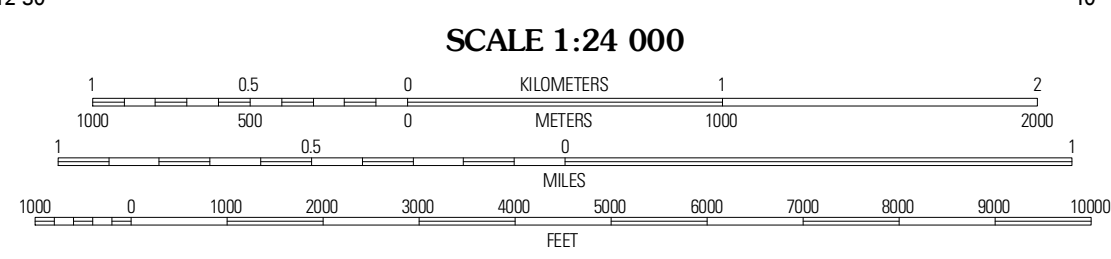 SCALE 1:24 000
1 0.5 0 KILOMETERS 1 2
1000 500 0 METERS 1000 2000
1 0.5 0 1
MILES
1000 0 1000 2000 3000 4000 5000 6000 7000 8000 9000 10000
FEET